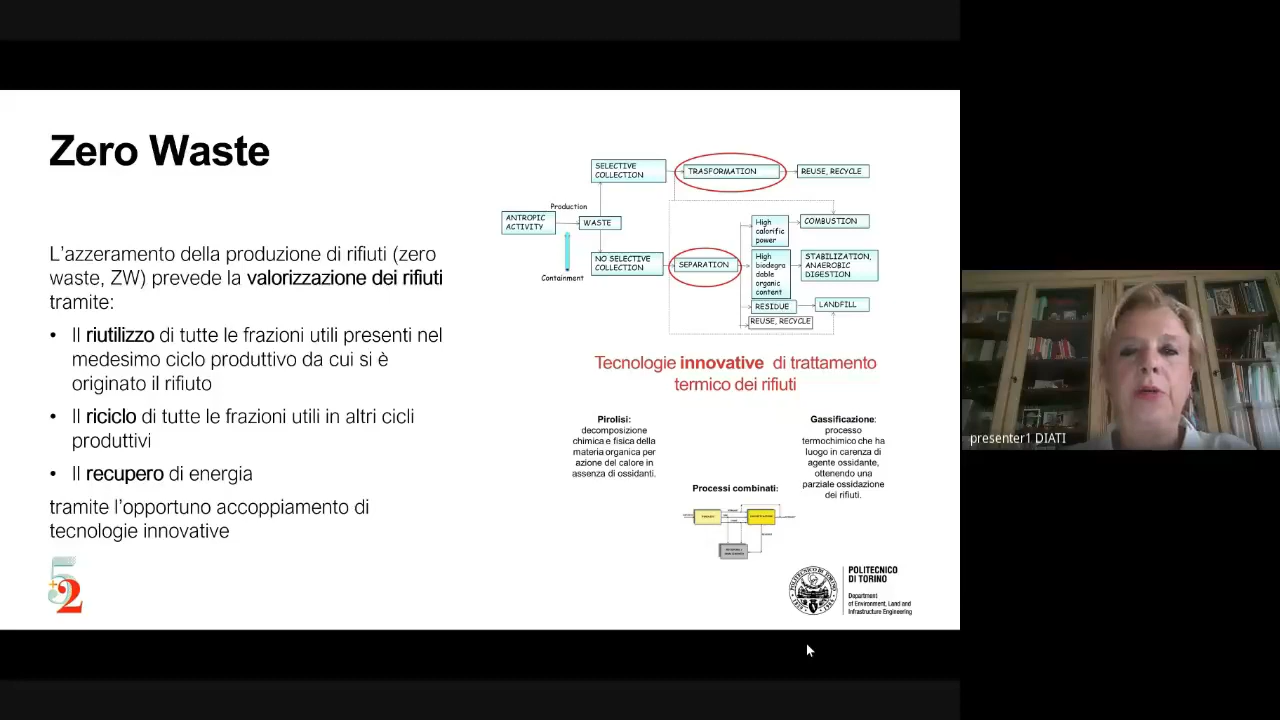 Zero Waste
L'azzeramento della produzione di rifiuti (zero
waste, ZW) prevede la valorizzazione dei rifiuti
tramite:
• Il riutilizzo di tutte le frazioni utili presenti nel
medesimo ciclo produttivo da cui si è
originato il rifiuto
• Il riciclo di tutte le frazioni utili in altri cicli
produttivi
• Il recupero di energia
tramite l'opportuno accoppiamento di
tecnologie innovative
5+2
SELECTIVE
COLLECTION
TRASFORMATION
REUSE, RECYCLE
Production
ANTROPIC
ACTIVITY
WASTE
Containment
NO SELECTIVE
COLLECTION
SEPARATION
High
calorific
power
COMBUSTION
High
biodegra
dable
organic
content
STABILIZATION,
ANAEROBIC
DIGESTION
RESIDUE
LANDFILL
REUSE, RECYCLE
Tecnologie innovative di trattamento
termico dei rifiuti
Pirolisi:
decomposizione
chimica e fisica della
materia organica per
azione del calore in
assenza di ossidanti.
Gassificazione:
processo
termochimico che ha
luogo in carenza di
agente ossidante,
ottenendo una
parziale ossidazione
dei rifiuti.
Processi combinati:
POLITECNICO
DI TORINO
Department
of Environment, Land and
Infrastructure Engineering
presenter1 DIATI